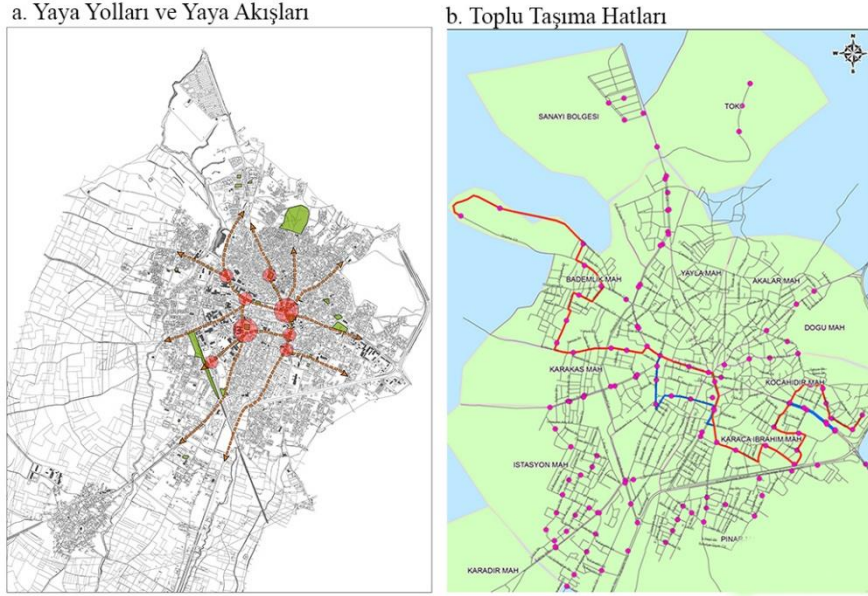 a. Yaya Yolları ve Yaya Akışları
b. Toplu Taşıma Hatları
N
W
E
S
SANAYI BOLGESI
TOKI
BADEMLIK MAH
YAYLA MAH
AKALAR MAH
DOGU MAH
KARAKAS MAH
KOCAHIDIR MAH
KARACA IBRAHIM MAH
ISTASYON MAH
PINAR
KARADIR MAH